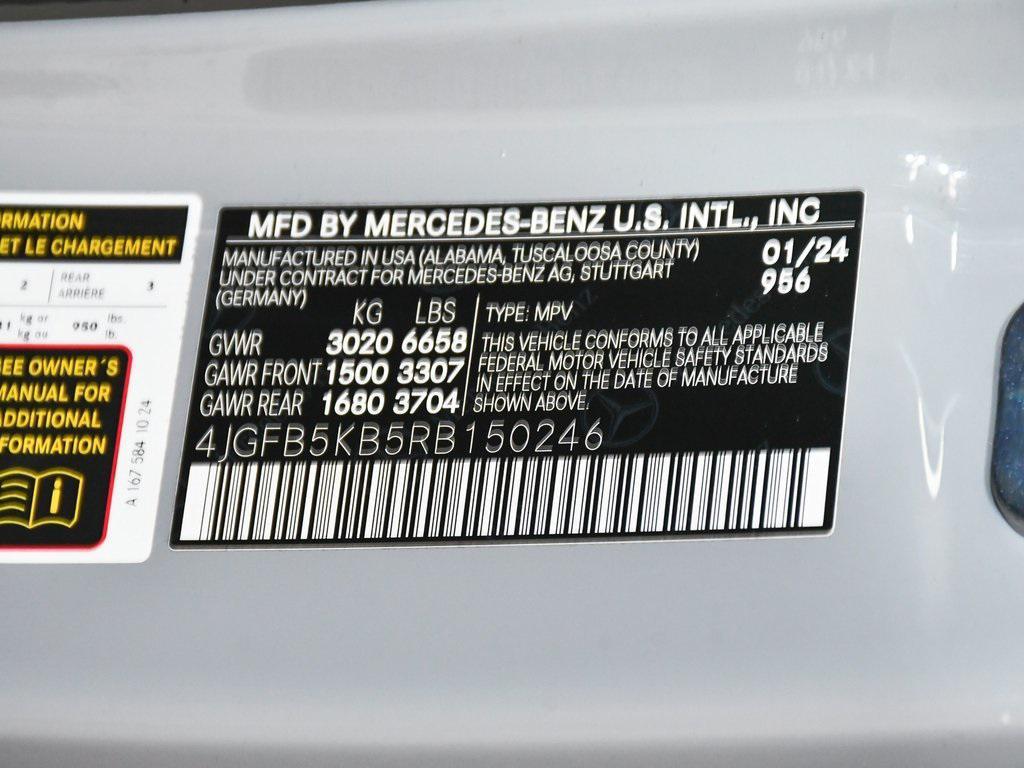 RMATION
ET LE CHARGEMENT
2 REAR ARRIÈRE 3
kg or kg ou 950 lbs. lb.
SEE OWNER´S
MANUAL FOR
ADDITIONAL
FORMATION
A 167 584 10 24
MFD BY MERCEDES-BENZ U.S. INTL., INC
MANUFACTURED IN USA (ALABAMA, TUSCALOOSA COUNTY) 01/24
UNDER CONTRACT FOR MERCEDES-BENZ AG, STUTTGART 956
(GERMANY)
KG LBS
GVWR 3020 6658
GAWR FRONT 1500 3307
GAWR REAR 1680 3704
TYPE: MPV
THIS VEHICLE CONFORMS TO ALL APPLICABLE
FEDERAL MOTOR VEHICLE SAFETY STANDARDS
IN EFFECT ON THE DATE OF MANUFACTURE
SHOWN ABOVE.
4JGFB5KB5RB150246